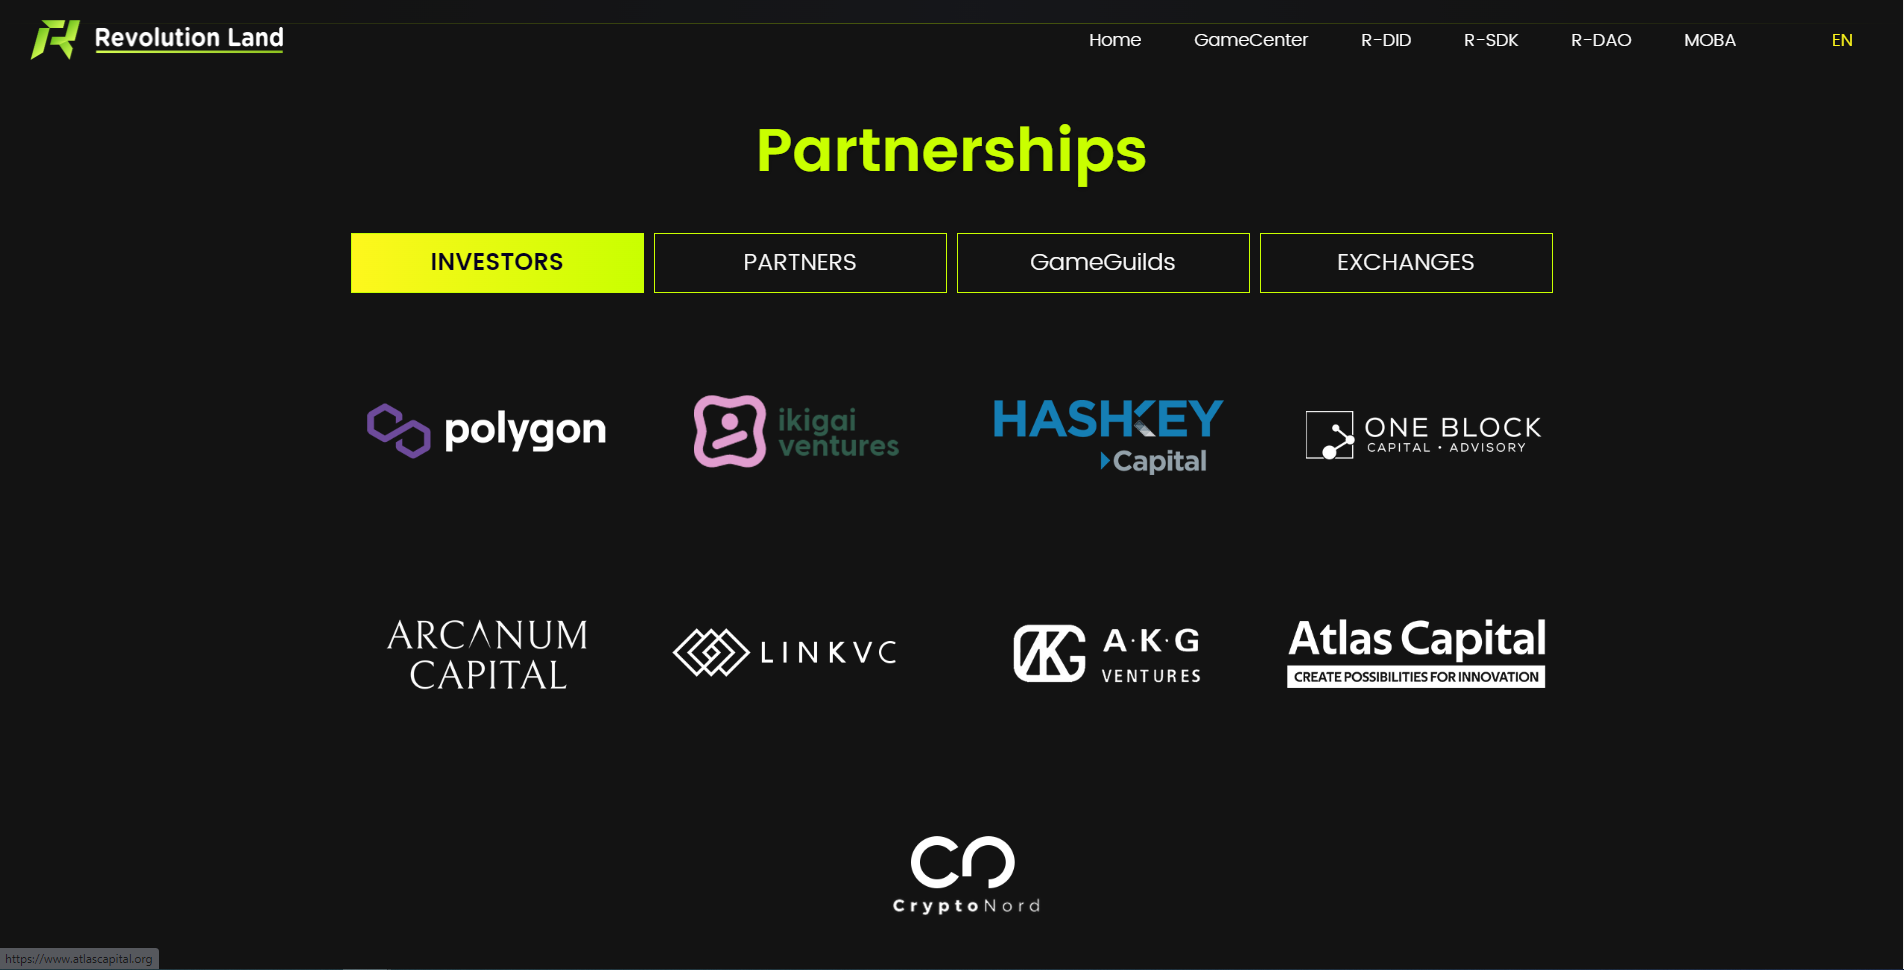 Revolution Land
Home GameCenter R-DID R-SDK R-DAO MOBA EN
Partnerships
INVESTORS PARTNERS GameGuilds EXCHANGES
polygon
ikigai
ventures
HASHKEY
Capital
ONE BLOCK
CAPITAL · ADVISORY
ARCANUM
CAPITAL
LINKVC
A·K·G
VENTURES
Atlas Capital
CREATE POSSIBILITIES FOR INNOVATION
CryptoNord
https://www.atlascapital.org